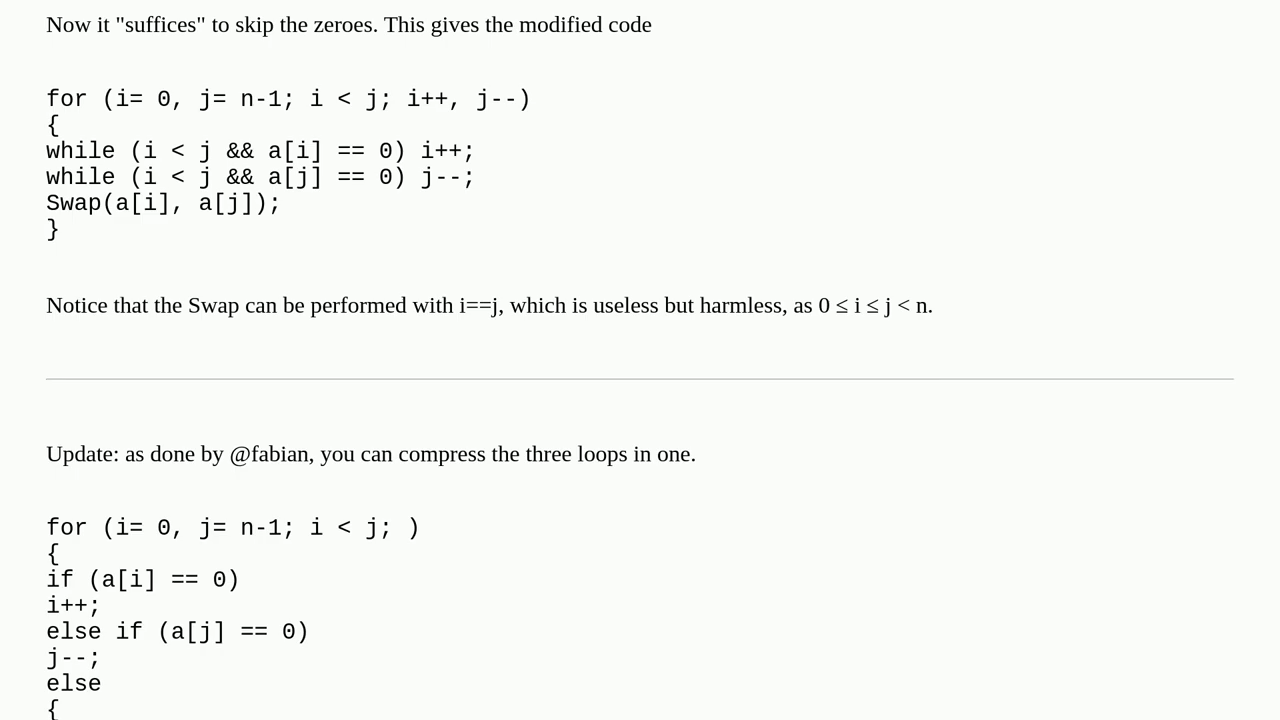 Now it "suffices" to skip the zeroes. This gives the modified code
for (i= 0, j= n-1; i < j; i++, j--)
{
while (i < j && a[i] == 0) i++;
while (i < j && a[j] == 0) j--;
Swap(a[i], a[j]);
}
Notice that the Swap can be performed with i==j, which is useless but harmless, as 0 ≤ i ≤ j < n.
Update: as done by @fabian, you can compress the three loops in one.
for (i= 0, j= n-1; i < j; )
{
if (a[i] == 0)
i++;
else if (a[j] == 0)
j--;
else
{